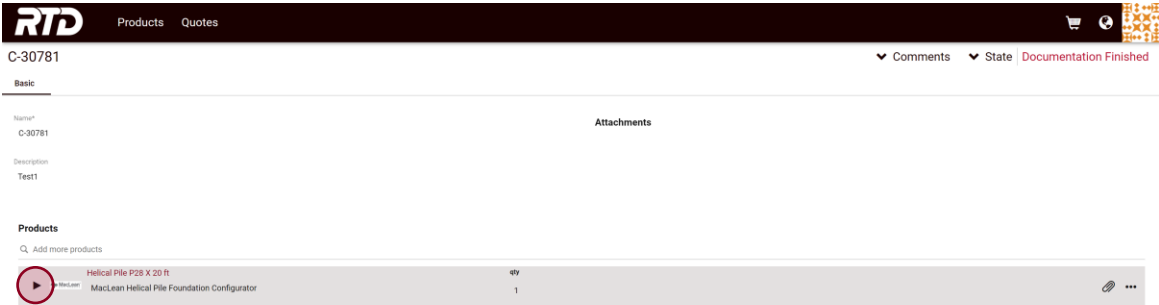 RTD Products Quotes
C-30781 Comments State Documentation Finished
Basic
Name*
C-30781
Attachments
Description
Test1
Products
Add more products
Helical Pile P28 X 20 ft qty
MacLean Helical Pile Foundation Configurator 1